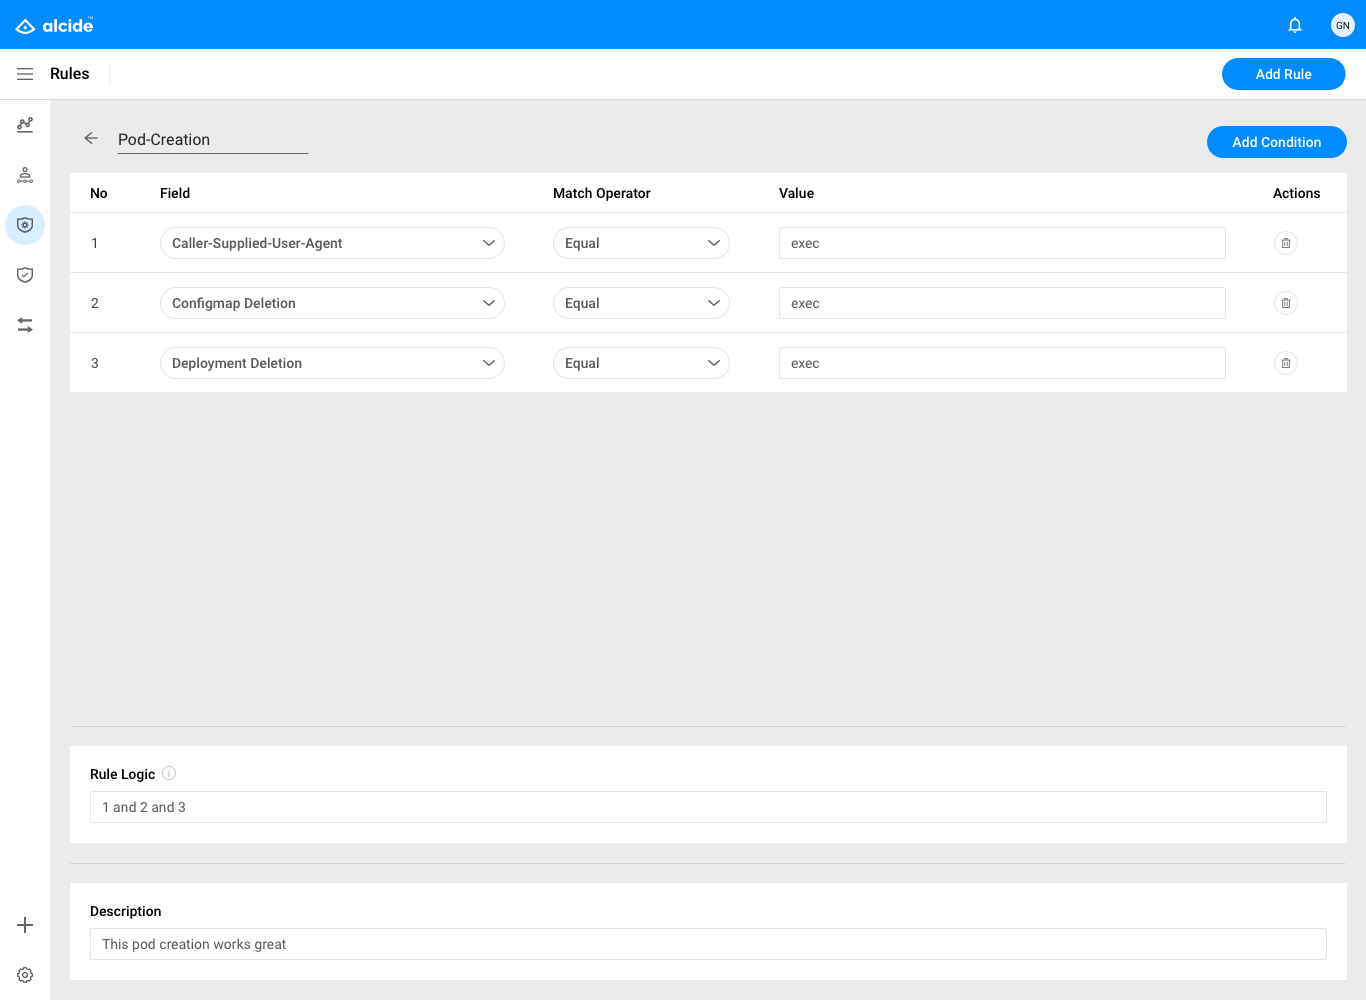 alcide™
GN
Rules
Add Rule
Pod-Creation
Add Condition
No Field Match Operator Value Actions
1 Caller-Supplied-User-Agent Equal exec
2 Configmap Deletion Equal exec
3 Deployment Deletion Equal exec
Rule Logic
1 and 2 and 3
Description
This pod creation works great